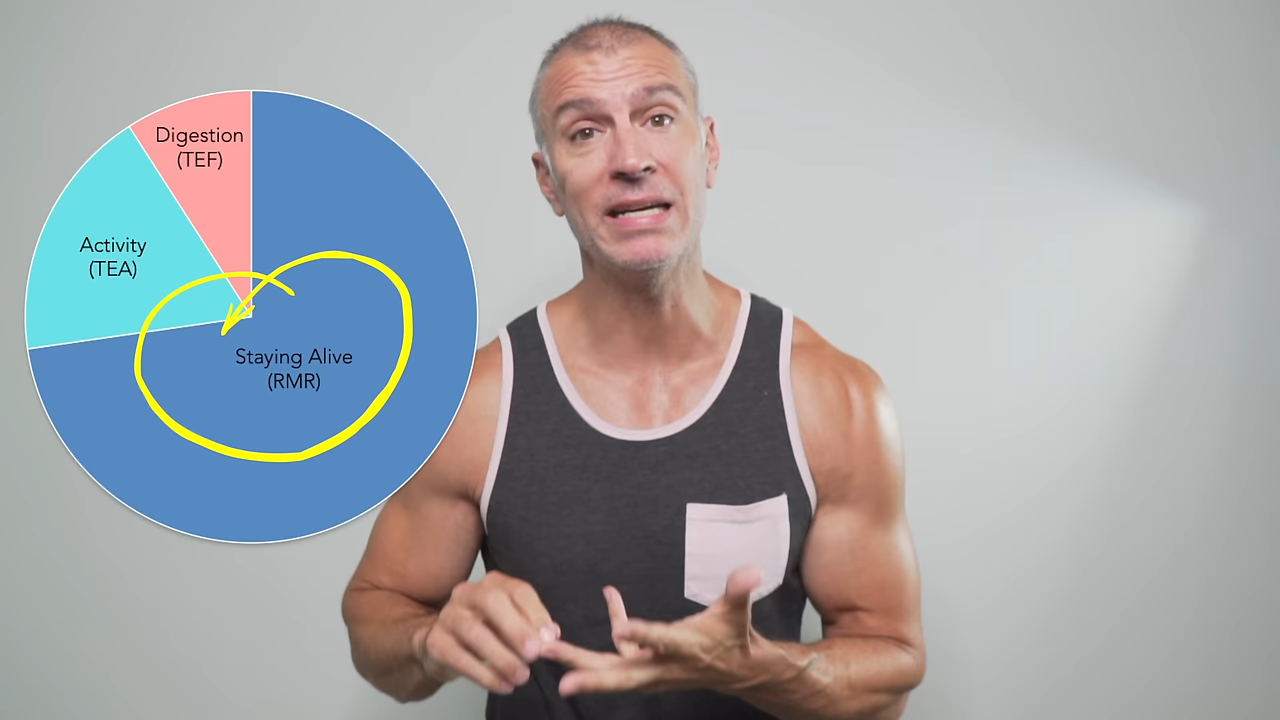 Digestion
(TEF)
Activity
(TEA)
Staying Alive
(RMR)